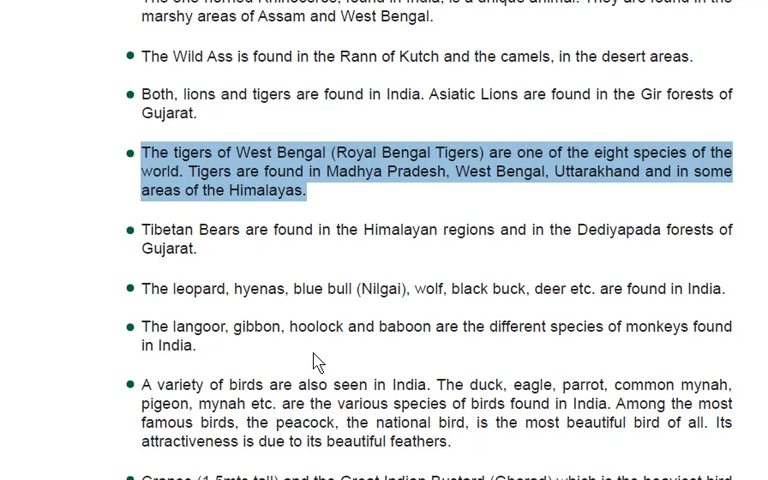 marshy areas of Assam and West Bengal.
The Wild Ass is found in the Rann of Kutch and the camels, in the desert areas.
Both, lions and tigers are found in India. Asiatic Lions are found in the Gir forests of
Gujarat.
The tigers of West Bengal (Royal Bengal Tigers) are one of the eight species of the
world. Tigers are found in Madhya Pradesh, West Bengal, Uttarakhand and in some
areas of the Himalayas.
Tibetan Bears are found in the Himalayan regions and in the Dediyapada forests of
Gujarat.
The leopard, hyenas, blue bull (Nilgai), wolf, black buck, deer etc. are found in India.
The langoor, gibbon, hoolock and baboon are the different species of monkeys found
in India.
A variety of birds are also seen in India. The duck, eagle, parrot, common mynah,
pigeon, mynah etc. are the various species of birds found in India. Among the most
famous birds, the peacock, the national bird, is the most beautiful bird of all. Its
attractiveness is due to its beautiful feathers.